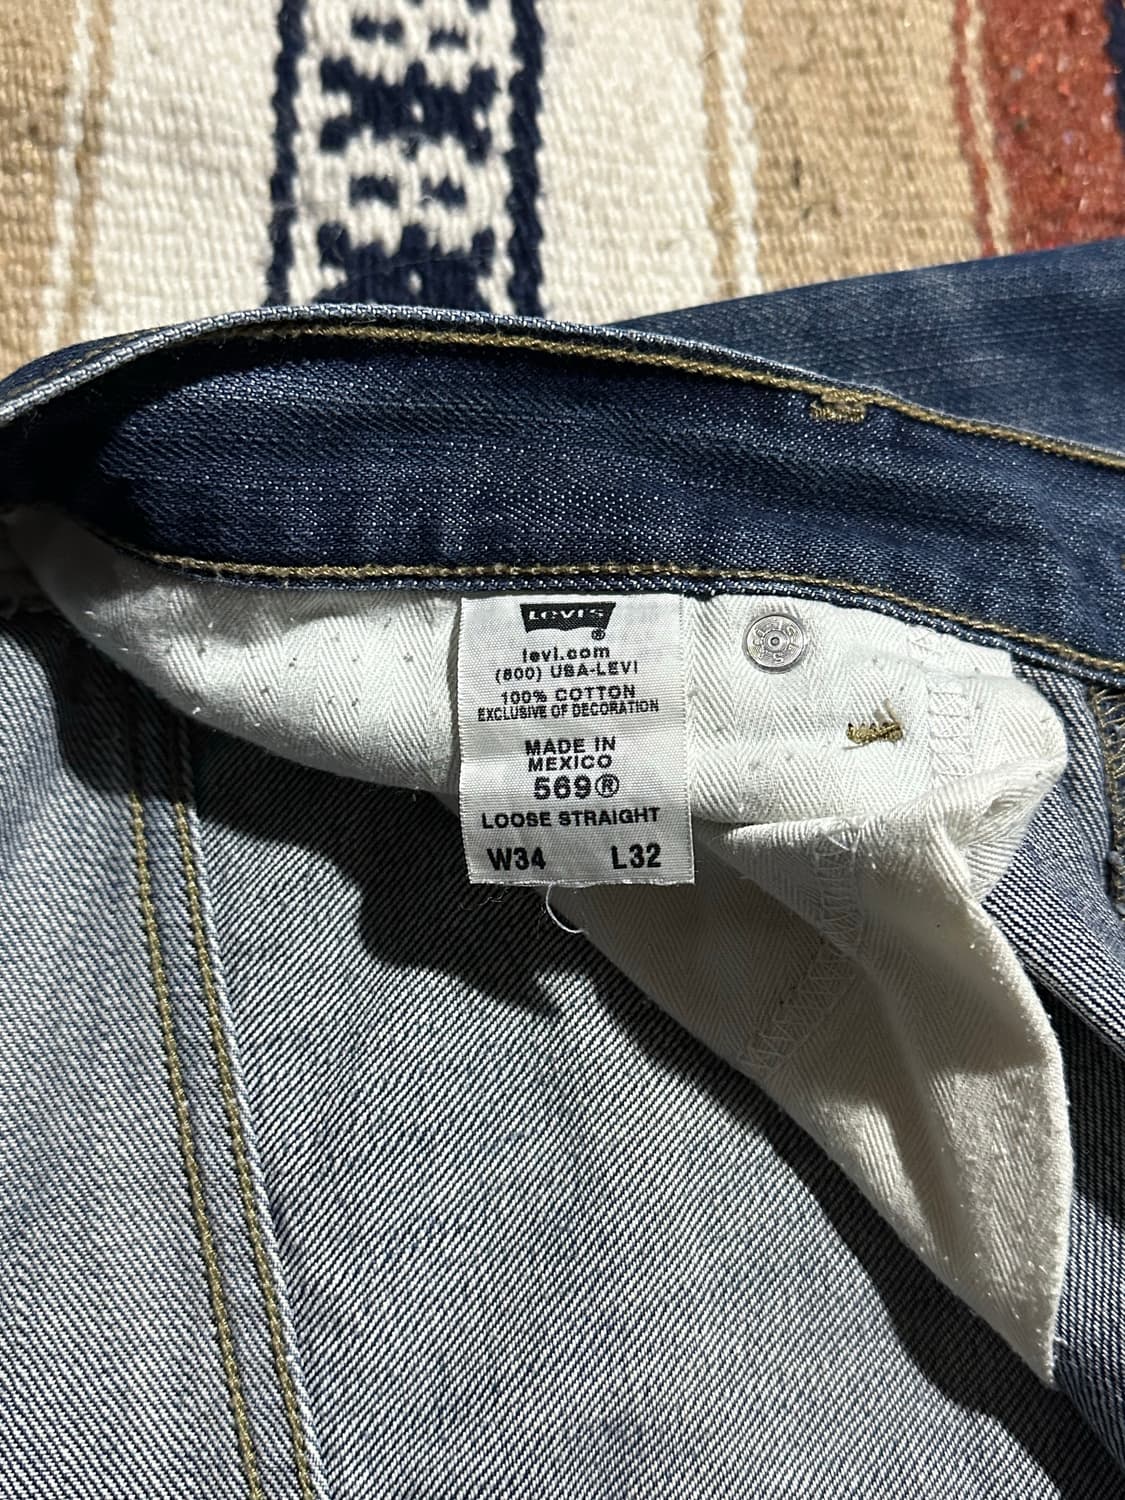 LEVI'S
®
levi.com
(800) USA-LEVI
100% COTTON
EXCLUSIVE OF DECORATION
MADE IN
MEXICO
569®
LOOSE STRAIGHT
W34 L32